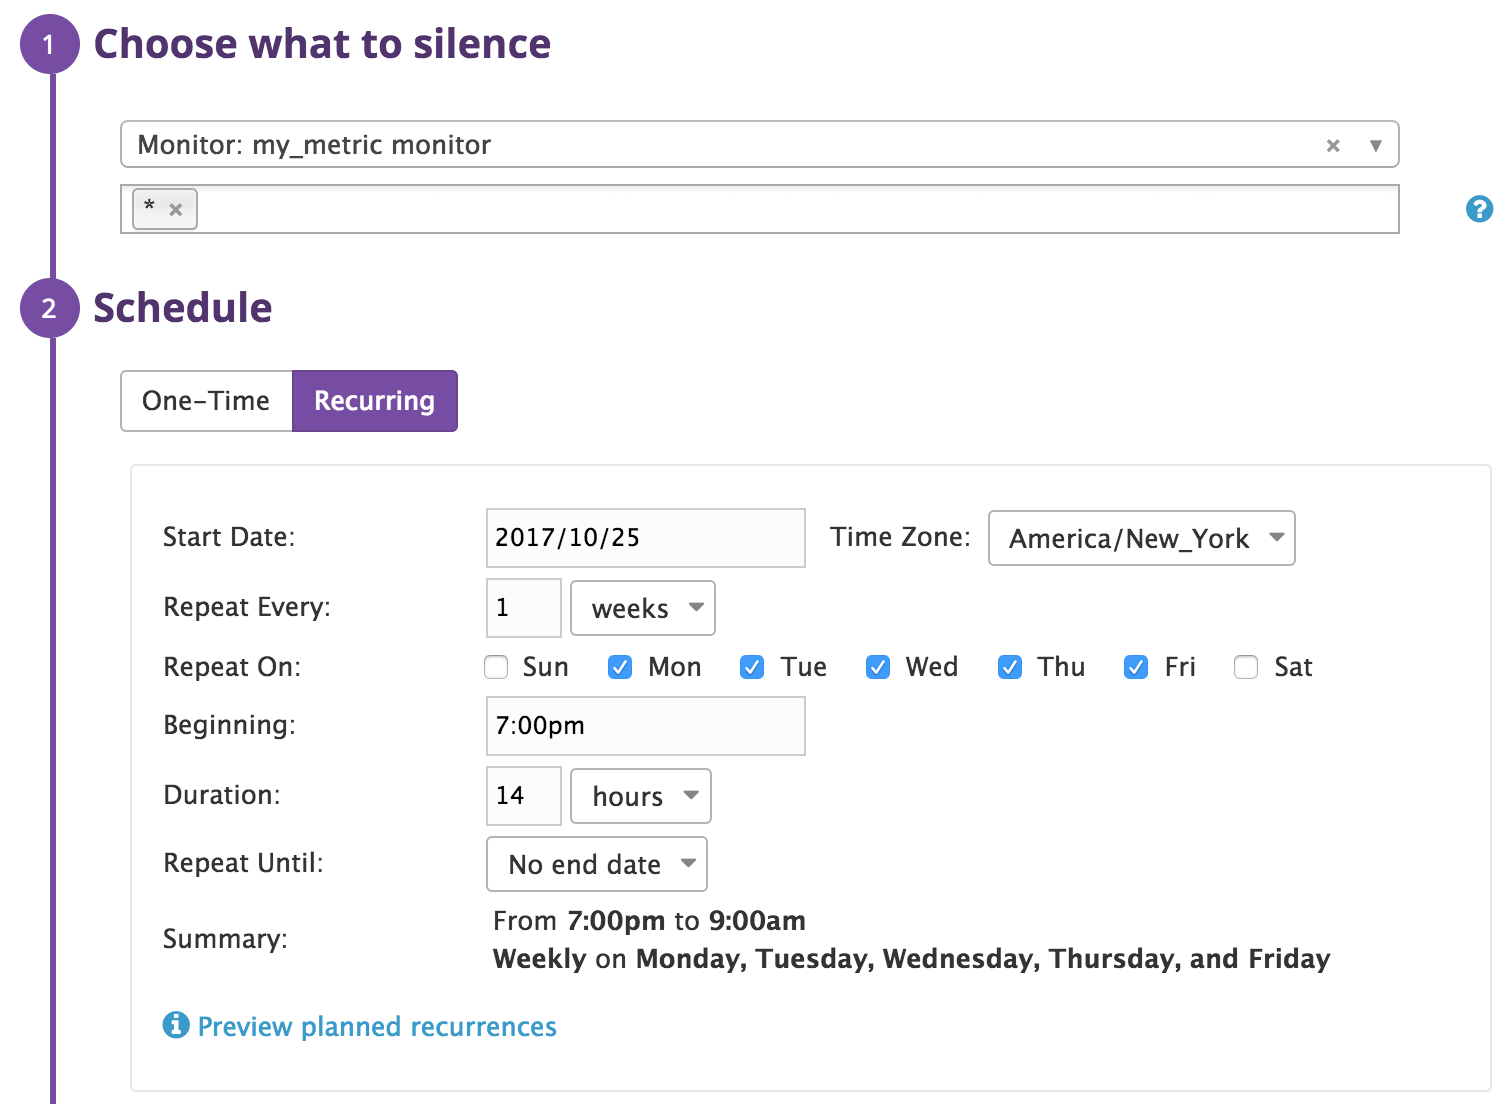 1 Choose what to silence
Monitor: my_metric monitor × ▼
* ×
?
2 Schedule
One-Time Recurring
Start Date: 2017/10/25 Time Zone: America/New_York
Repeat Every: 1 weeks
Repeat On: Sun Mon Tue Wed Thu Fri Sat
Beginning: 7:00pm
Duration: 14 hours
Repeat Until: No end date
Summary: From 7:00pm to 9:00am
Weekly on Monday, Tuesday, Wednesday, Thursday, and Friday
i Preview planned recurrences